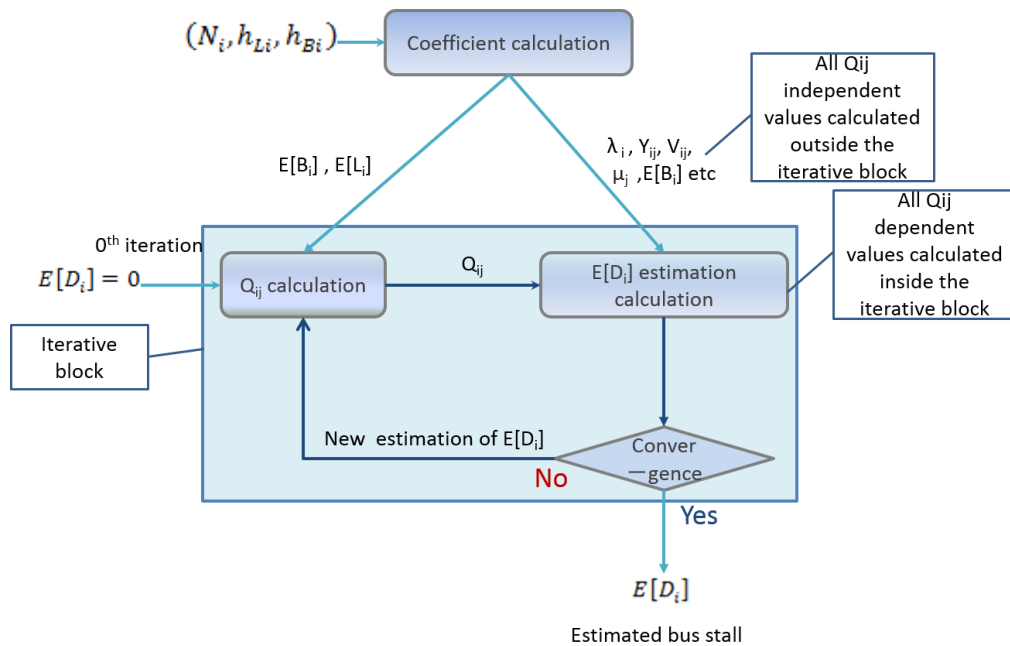 (Nᵢ, h_Li, h_Bi)
Coefficient calculation
All Qij
independent
values calculated
outside the
iterative block
E[Bᵢ] , E[Lᵢ]
λ ᵢ , Yᵢⱼ, Vᵢⱼ,
μⱼ ,E[Bᵢ] etc
All Qij
dependent
values calculated
inside the
iterative block
0ᵗʰ iteration
E[Dᵢ] = 0
Qᵢⱼ calculation
Qᵢⱼ
E[Dᵢ] estimation
calculation
Iterative
block
New estimation of E[Dᵢ]
Conver
－gence
No
Yes
E[Dᵢ]
Estimated bus stall